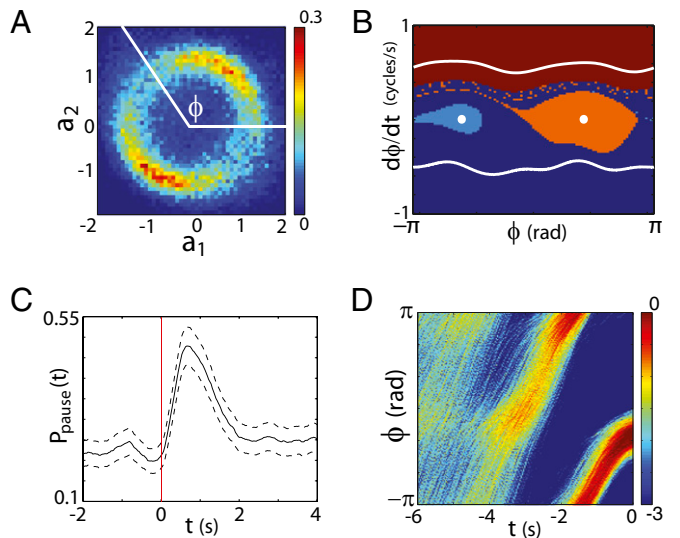 A
B
0.3
2
1
0
-1
-2
-1
0
1
2
a2
a1
ϕ
0
1
-1
dϕ/dt (cycles/s)
−π
ϕ (rad)
π
C
D
0.55
0.1
Ppause(t)
-2
0
2
4
t (s)
π
ϕ (rad)
−π
-6
-4
-2
0
t (s)
0
-3